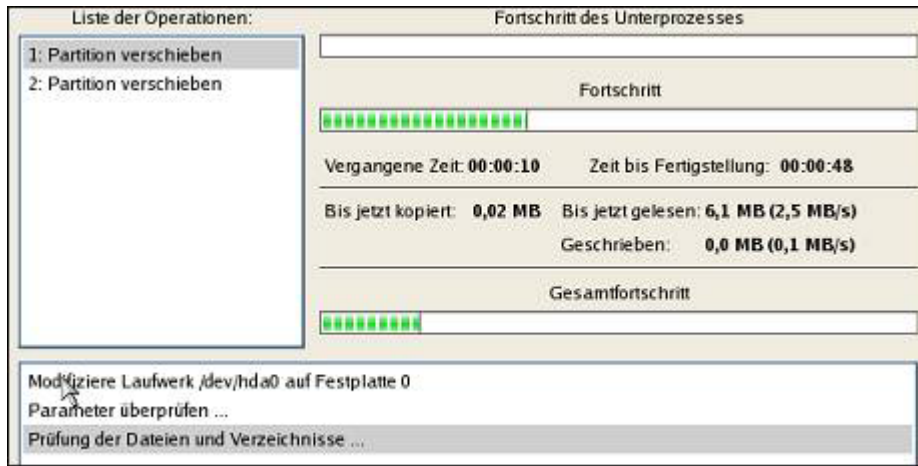 Liste der Operationen:
1: Partition verschieben
2: Partition verschieben
Fortschritt des Unterprozesses
Fortschritt
Vergangene Zeit: 00:00:10 Zeit bis Fertigstellung: 00:00:48
Bis jetzt kopiert: 0,02 MB Bis jetzt gelesen: 6,1 MB (2,5 MB/s)
Geschrieben: 0,0 MB (0,1 MB/s)
Gesamtfortschritt
Modifiziere Laufwerk /dev/hda0 auf Festplatte 0
Parameter überprüfen ...
Prüfung der Dateien und Verzeichnisse ...